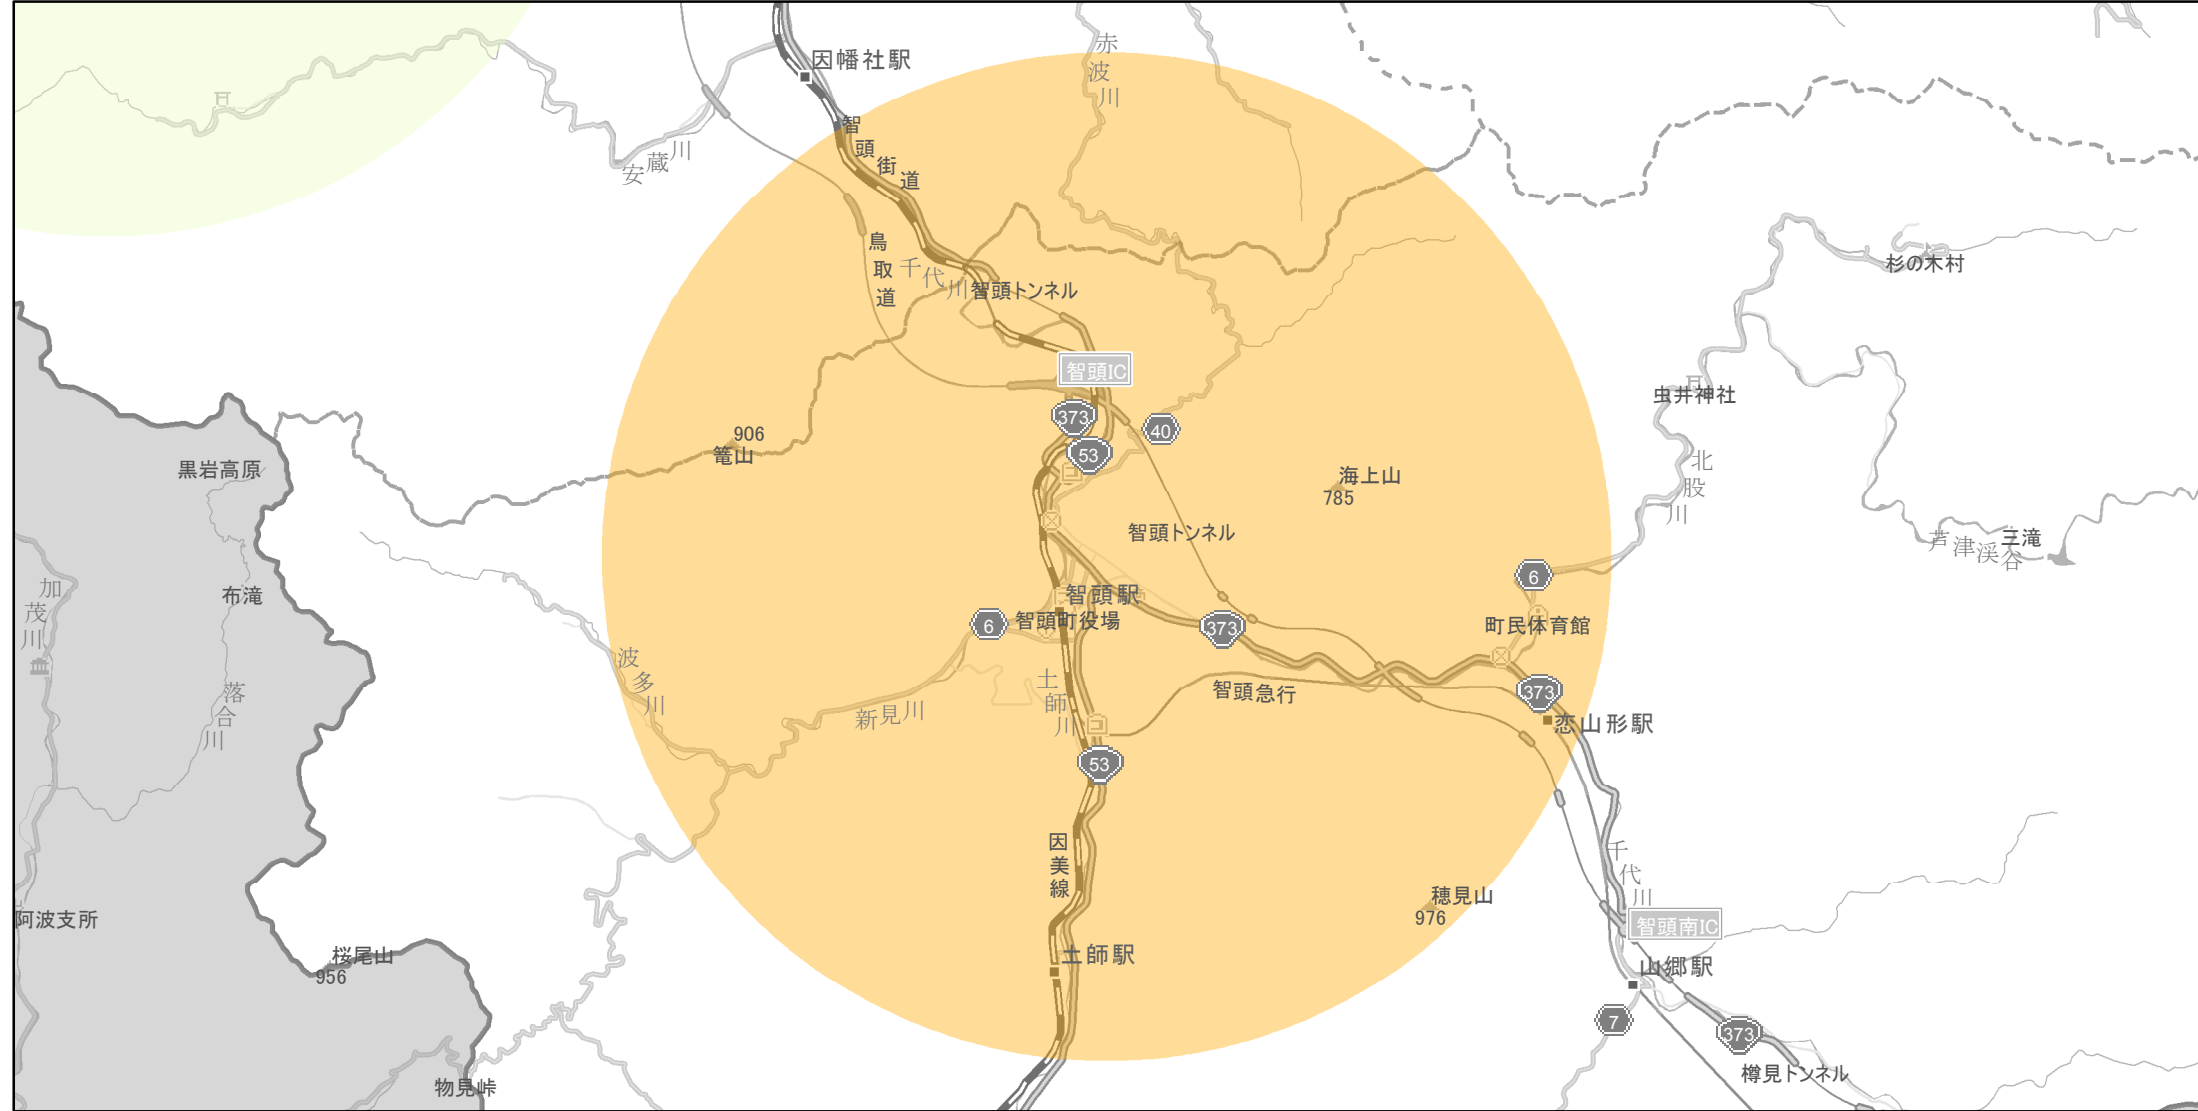 因幡社駅
赤波川
智頭街道
安蔵川
鳥取道
千代川
智頭トンネル
杉の木村
智頭IC
虫井神社
373
40
53
906
篭山
黒岩高原
海上山
785
北股川
智頭トンネル
芦津渓谷
三滝
加茂川
布滝
6
智頭駅
智頭町役場
6
373
町民体育館
波多川
落合川
新見川
土師川
智頭急行
373
恋山形駅
53
因美線
千代川
穂見山
976
阿波支所
智頭南IC
桜尾山
956
土師駅
山郷駅
7
373
物見峠
樽見トンネル